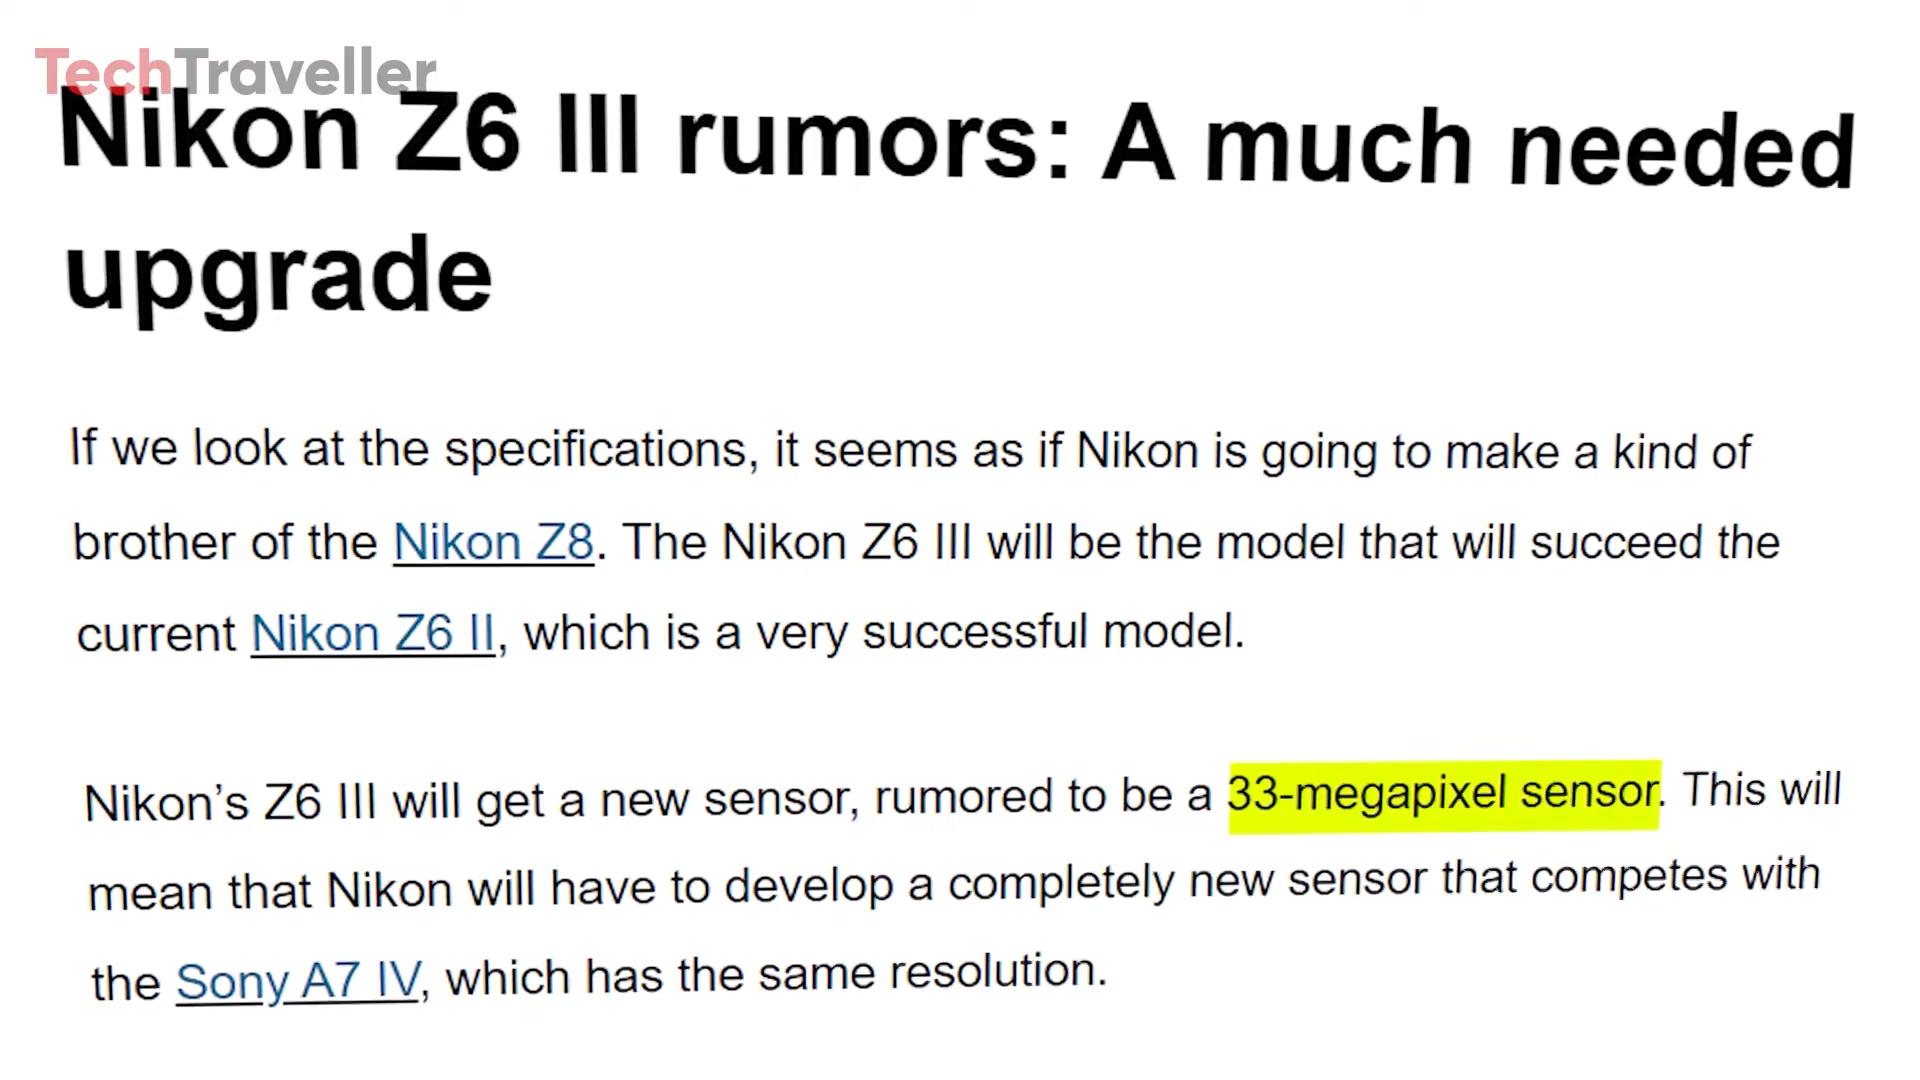 TechTraveller
Nikon Z6 III rumors: A much needed
upgrade
If we look at the specifications, it seems as if Nikon is going to make a kind of
brother of the Nikon Z8. The Nikon Z6 III will be the model that will succeed the
current Nikon Z6 II, which is a very successful model.
Nikon’s Z6 III will get a new sensor, rumored to be a 33-megapixel sensor. This will
mean that Nikon will have to develop a completely new sensor that competes with
the Sony A7 IV, which has the same resolution.